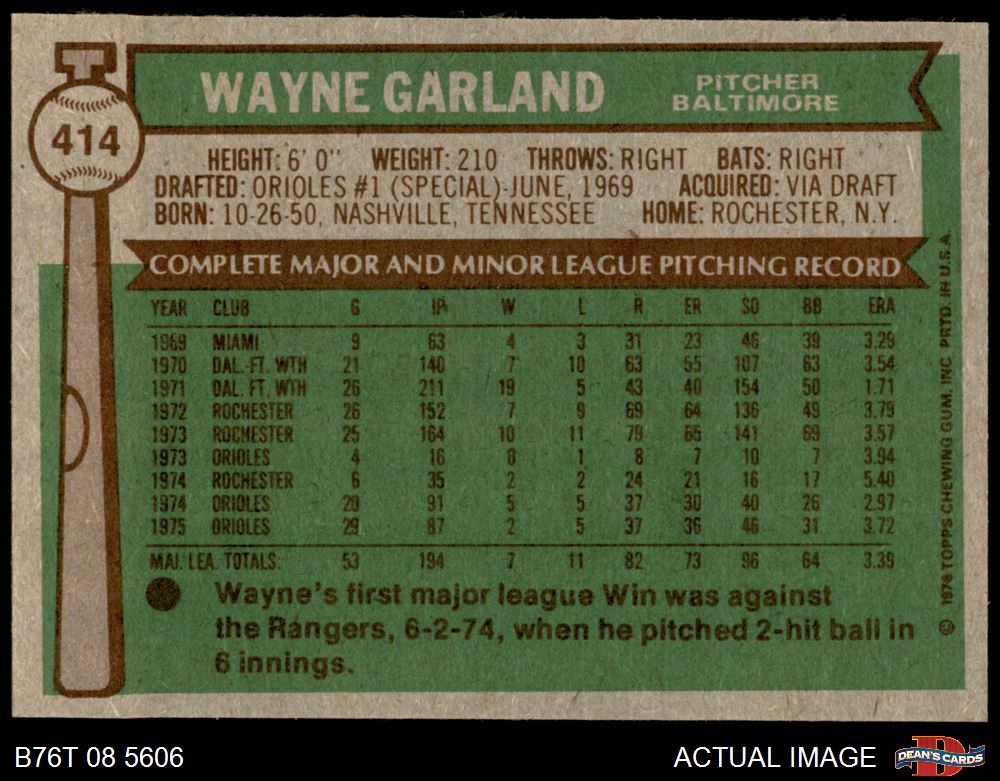 WAYNE GARLAND PITCHER
BALTIMORE
414
HEIGHT: 6' 0" WEIGHT: 210 THROWS: RIGHT BATS: RIGHT
DRAFTED: ORIOLES #1 (SPECIAL)-JUNE, 1969 ACQUIRED: VIA DRAFT
BORN: 10-26-50, NASHVILLE, TENNESSEE HOME: ROCHESTER, N.Y.
COMPLETE MAJOR AND MINOR LEAGUE PITCHING RECORD
YEAR CLUB G IP W L R ER SO BB ERA
1969 MIAMI 9 63 4 3 31 23 46 39 3.29
1970 DAL.-FT. WTH 21 140 7 10 63 55 107 63 3.54
1971 DAL. FT. WTH 26 211 19 5 43 40 154 50 1.71
1972 ROCHESTER 26 152 7 9 69 64 136 49 3.79
1973 ROCHESTER 25 164 10 11 79 65 141 69 3.57
1973 ORIOLES 4 16 0 1 8 7 10 7 3.94
1974 ROCHESTER 6 35 2 2 24 21 16 17 5.40
1974 ORIOLES 20 91 5 5 37 30 40 26 2.97
1975 ORIOLES 29 87 2 5 37 36 46 31 3.72
MAJ. LEA. TOTALS. 53 194 7 11 82 73 96 64 3.39
Wayne's first major league Win was against
the Rangers, 6-2-74, when he pitched 2-hit ball in
6 innings.
© 1976 TOPPS CHEWING GUM, INC. PRTD. IN U.S.A.
B76T 08 5606 ACTUAL IMAGE
D
DEAN'S CARDS